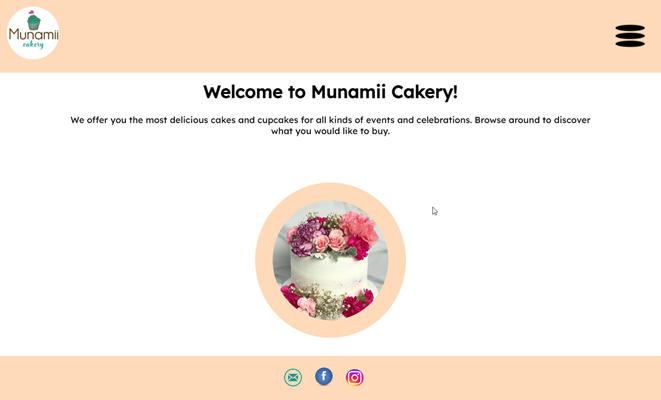 Munamii
cakery
Welcome to Munamii Cakery!
We offer you the most delicious cakes and cupcakes for all kinds of events and celebrations. Browse around to discover
what you would like to buy.
f